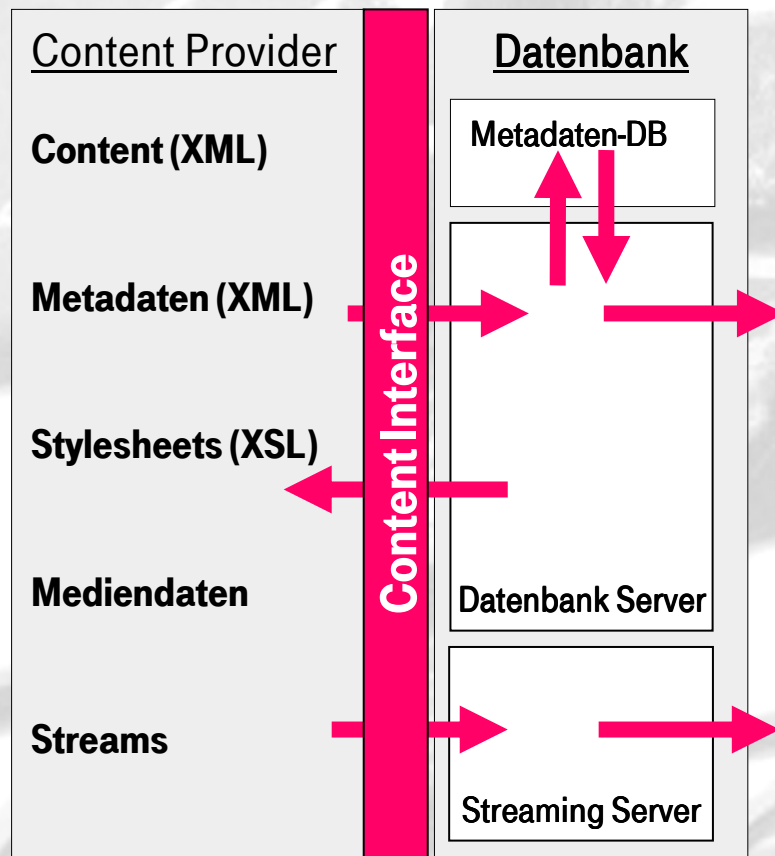 Content Provider
Content (XML)
Metadaten (XML)
Stylesheets (XSL)
Mediendaten
Streams
Content Interface
Datenbank
Metadaten-DB
Datenbank Server
Streaming Server